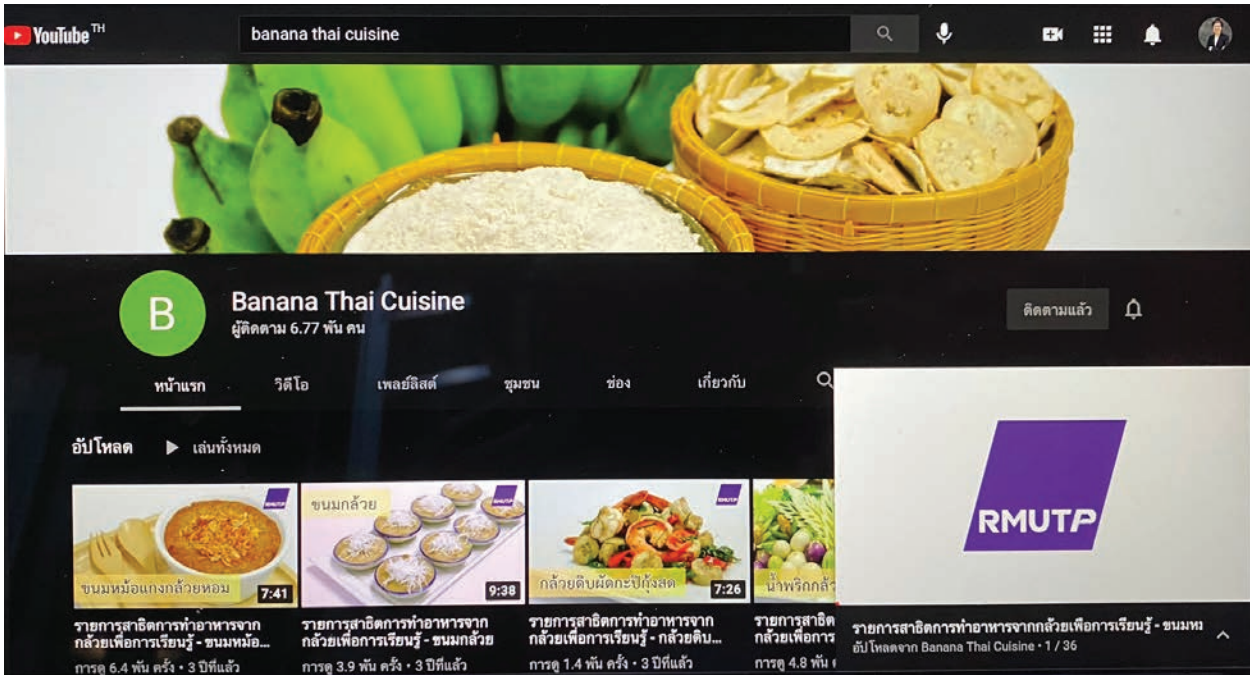 YouTube TH
banana thai cuisine
B
Banana Thai Cuisine
ผู้ติดตาม 6.77 พัน คน
ติดตามแล้ว
หน้าแรก วิดีโอ เพลย์ลิสต์ ชุมชน ช่อง เกี่ยวกับ
อัปโหลด เล่นทั้งหมด
RMUTP
ขนมหม้อแกงกล้วยหอม 7:41
รายการสาธิตการทำอาหารจาก
กล้วยเพื่อการเรียนรู้ - ขนมหม้อ...
การดู 6.4 พัน ครั้ง • 3 ปีที่แล้ว
ขนมกล้วย
RMUTP
9:38
รายการสาธิตการทำอาหารจาก
กล้วยเพื่อการเรียนรู้ - ขนมกล้วย
การดู 3.9 พัน ครั้ง • 3 ปีที่แล้ว
RMUTP
กล้วยดิบผัดกะปิกุ้งสด 7:26
รายการสาธิตการทำอาหารจาก
กล้วยเพื่อการเรียนรู้ - กล้วยดิบ...
การดู 1.4 พัน ครั้ง • 3 ปีที่แล้ว
น้ำพริกกล้ว
รายการสาธิตการ
กล้วยเพื่อการ
การดู 4.8 พัน
RMUTP
รายการสาธิตการทำอาหารจากกล้วยเพื่อการเรียนรู้ - ขนมห
อัปโหลดจาก Banana Thai Cuisine • 1 / 36